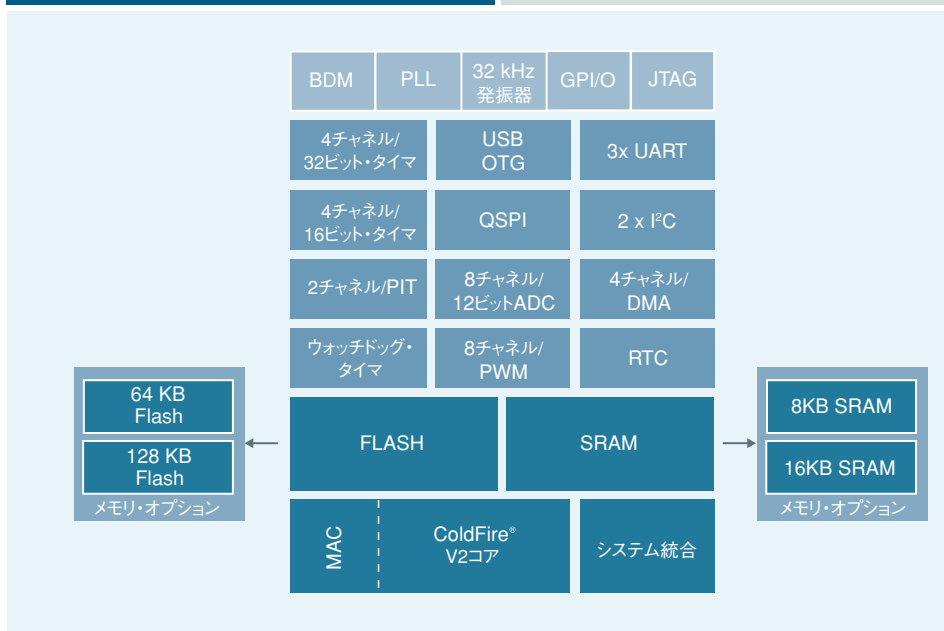 BDM
PLL
32 kHz
発振器
GPI/O
JTAG
4チャネル/
32ビット・タイマ
USB
OTG
3x UART
4チャネル/
16ビット・タイマ
QSPI
2 x I²C
2チャネル/PIT
8チャネル/
12ビットADC
4チャネル/
DMA
ウォッチドッグ・
タイマ
8チャネル/
PWM
RTC
64 KB
Flash
128 KB
Flash
メモリ・オプション
FLASH
SRAM
8KB SRAM
16KB SRAM
メモリ・オプション
MAC
ColdFire®
V2コア
システム統合